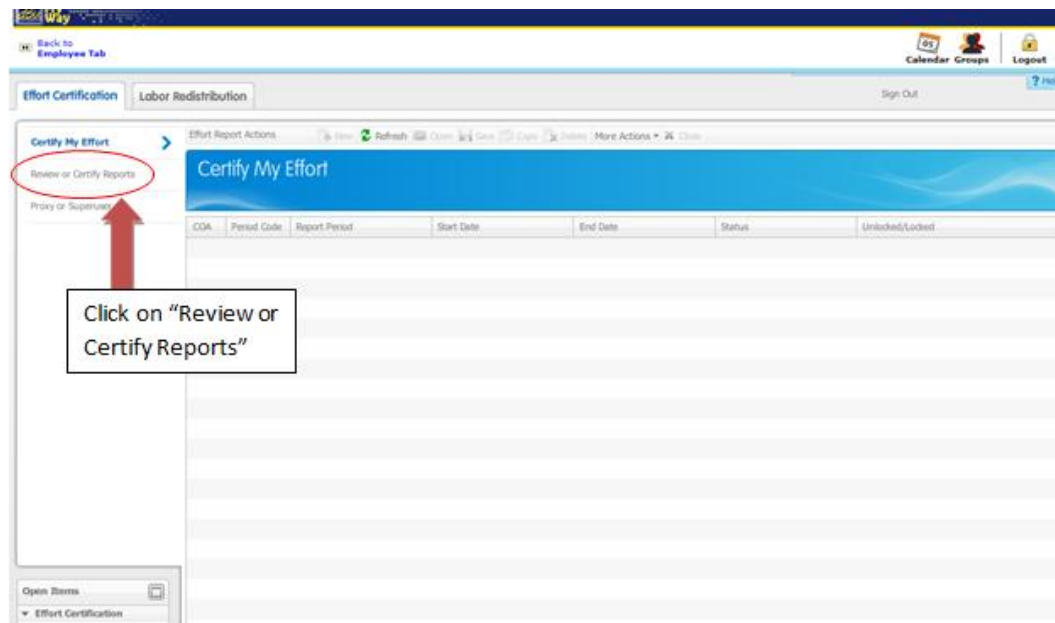 Way
Back to
Employee Tab
Calendar Groups Logout
Effort Certification Labor Redistribution
Sign Out
? Hel
Certify My Effort
Review or Certify Reports
Proxy or Superuser
Effort Report Actions New Refresh Open Save Copy Delete More Actions Close
Certify My Effort
COA Period Code Report Period Start Date End Date Status Unlocked/Locked
Click on “Review or
Certify Reports”
Open Items
Effort Certification